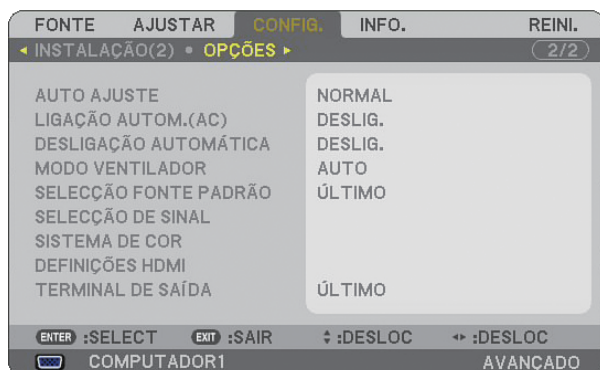 FONTE AJUSTAR CONFIG. INFO. REINI.
INSTALAÇÃO(2) • OPÇÕES 2/2
AUTO AJUSTE NORMAL
LIGAÇÃO AUTOM.(AC) DESLIG.
DESLIGAÇÃO AUTOMÁTICA DESLIG.
MODO VENTILADOR AUTO
SELECÇÃO FONTE PADRÃO ÚLTIMO
SELECÇÃO DE SINAL
SISTEMA DE COR
DEFINIÇÕES HDMI
TERMINAL DE SAÍDA ÚLTIMO
ENTER :SELECT EXIT :SAIR :DESLOC :DESLOC
COMPUTADOR1 AVANÇADO